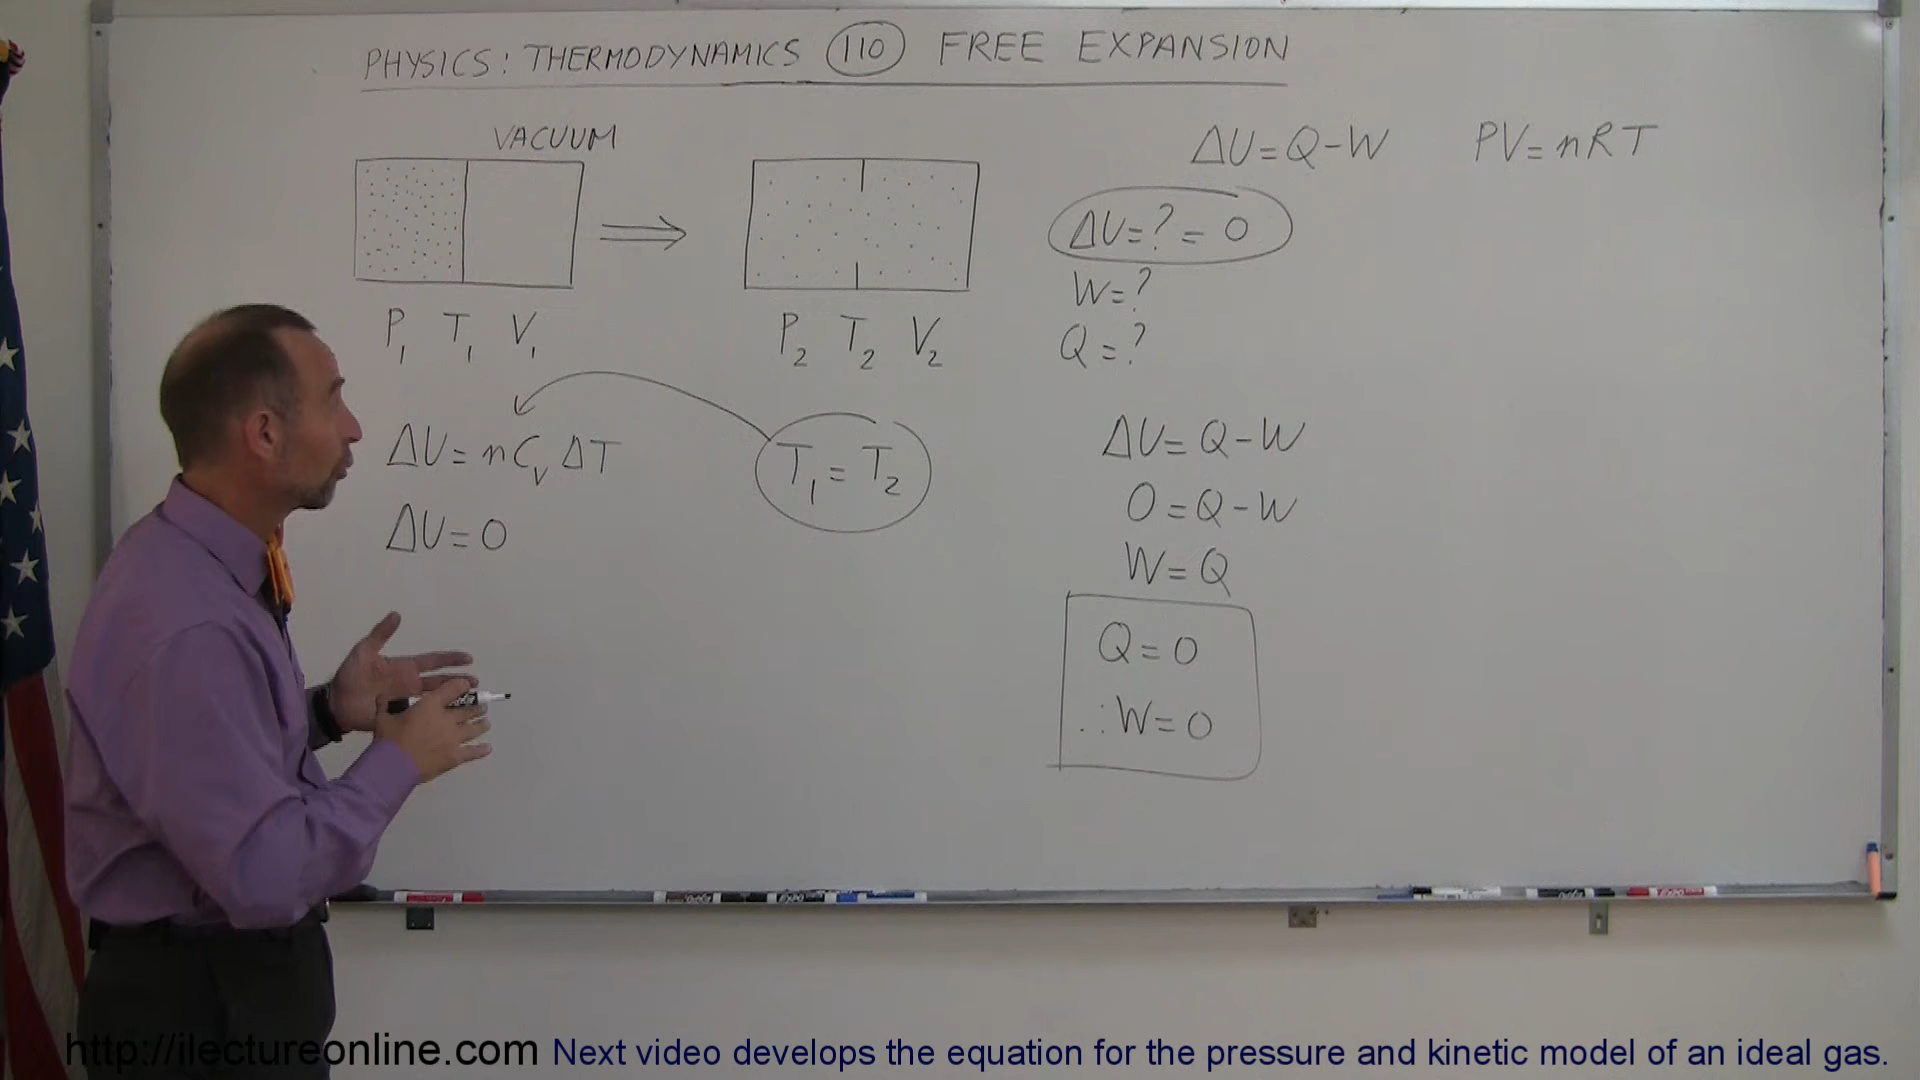 PHYSICS: THERMODYNAMICS 110 FREE EXPANSION
VACUUM
P₁ T₁ V₁
P₂ T₂ V₂
ΔU = nCᵥ ΔT
ΔU = 0
T₁ = T₂
ΔU = Q - W PV = nRT
ΔU = ? = 0
W = ?
Q = ?
ΔU = Q - W
0 = Q - W
W = Q
Q = 0
∴ W = 0
http://ilectureonline.com Next video develops the equation for the pressure and kinetic model of an ideal gas.